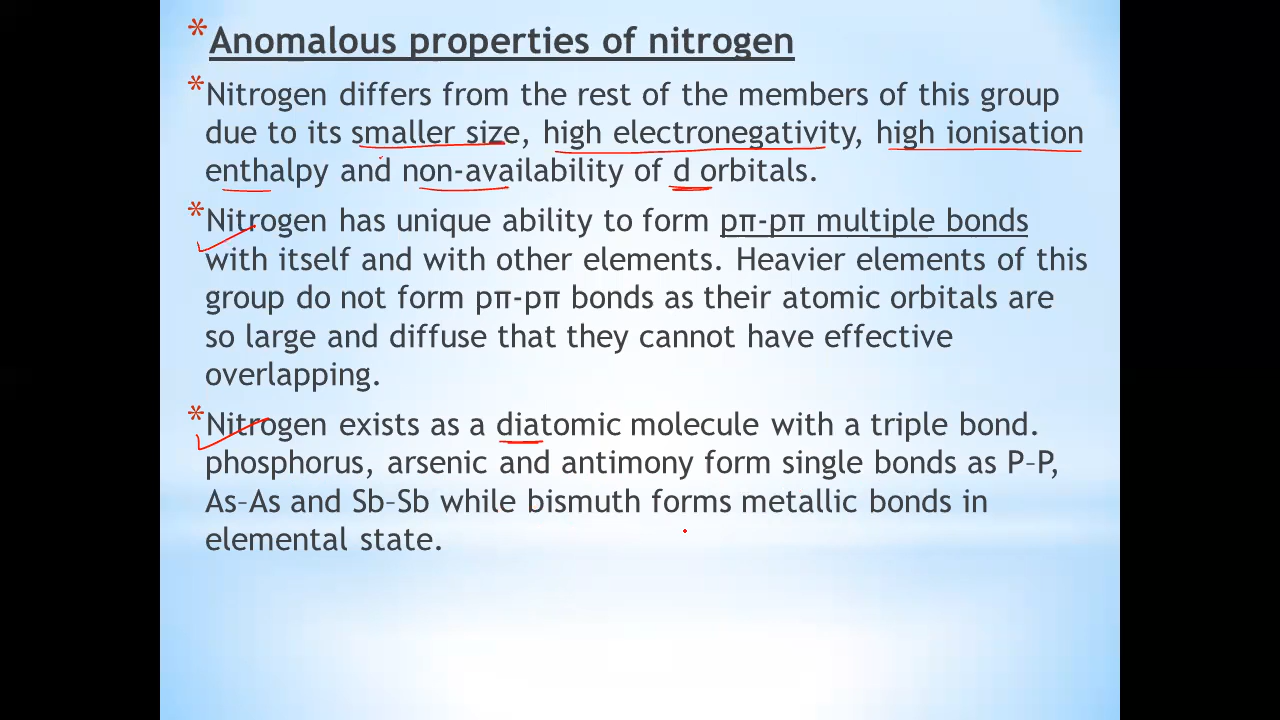 *Anomalous properties of nitrogen
*Nitrogen differs from the rest of the members of this group
due to its smaller size, high electronegativity, high ionisation
enthalpy and non-availability of d orbitals.
*Nitrogen has unique ability to form pπ-pπ multiple bonds
with itself and with other elements. Heavier elements of this
group do not form pπ-pπ bonds as their atomic orbitals are
so large and diffuse that they cannot have effective
overlapping.
*Nitrogen exists as a diatomic molecule with a triple bond.
phosphorus, arsenic and antimony form single bonds as P–P,
As–As and Sb–Sb while bismuth forms metallic bonds in
elemental state.